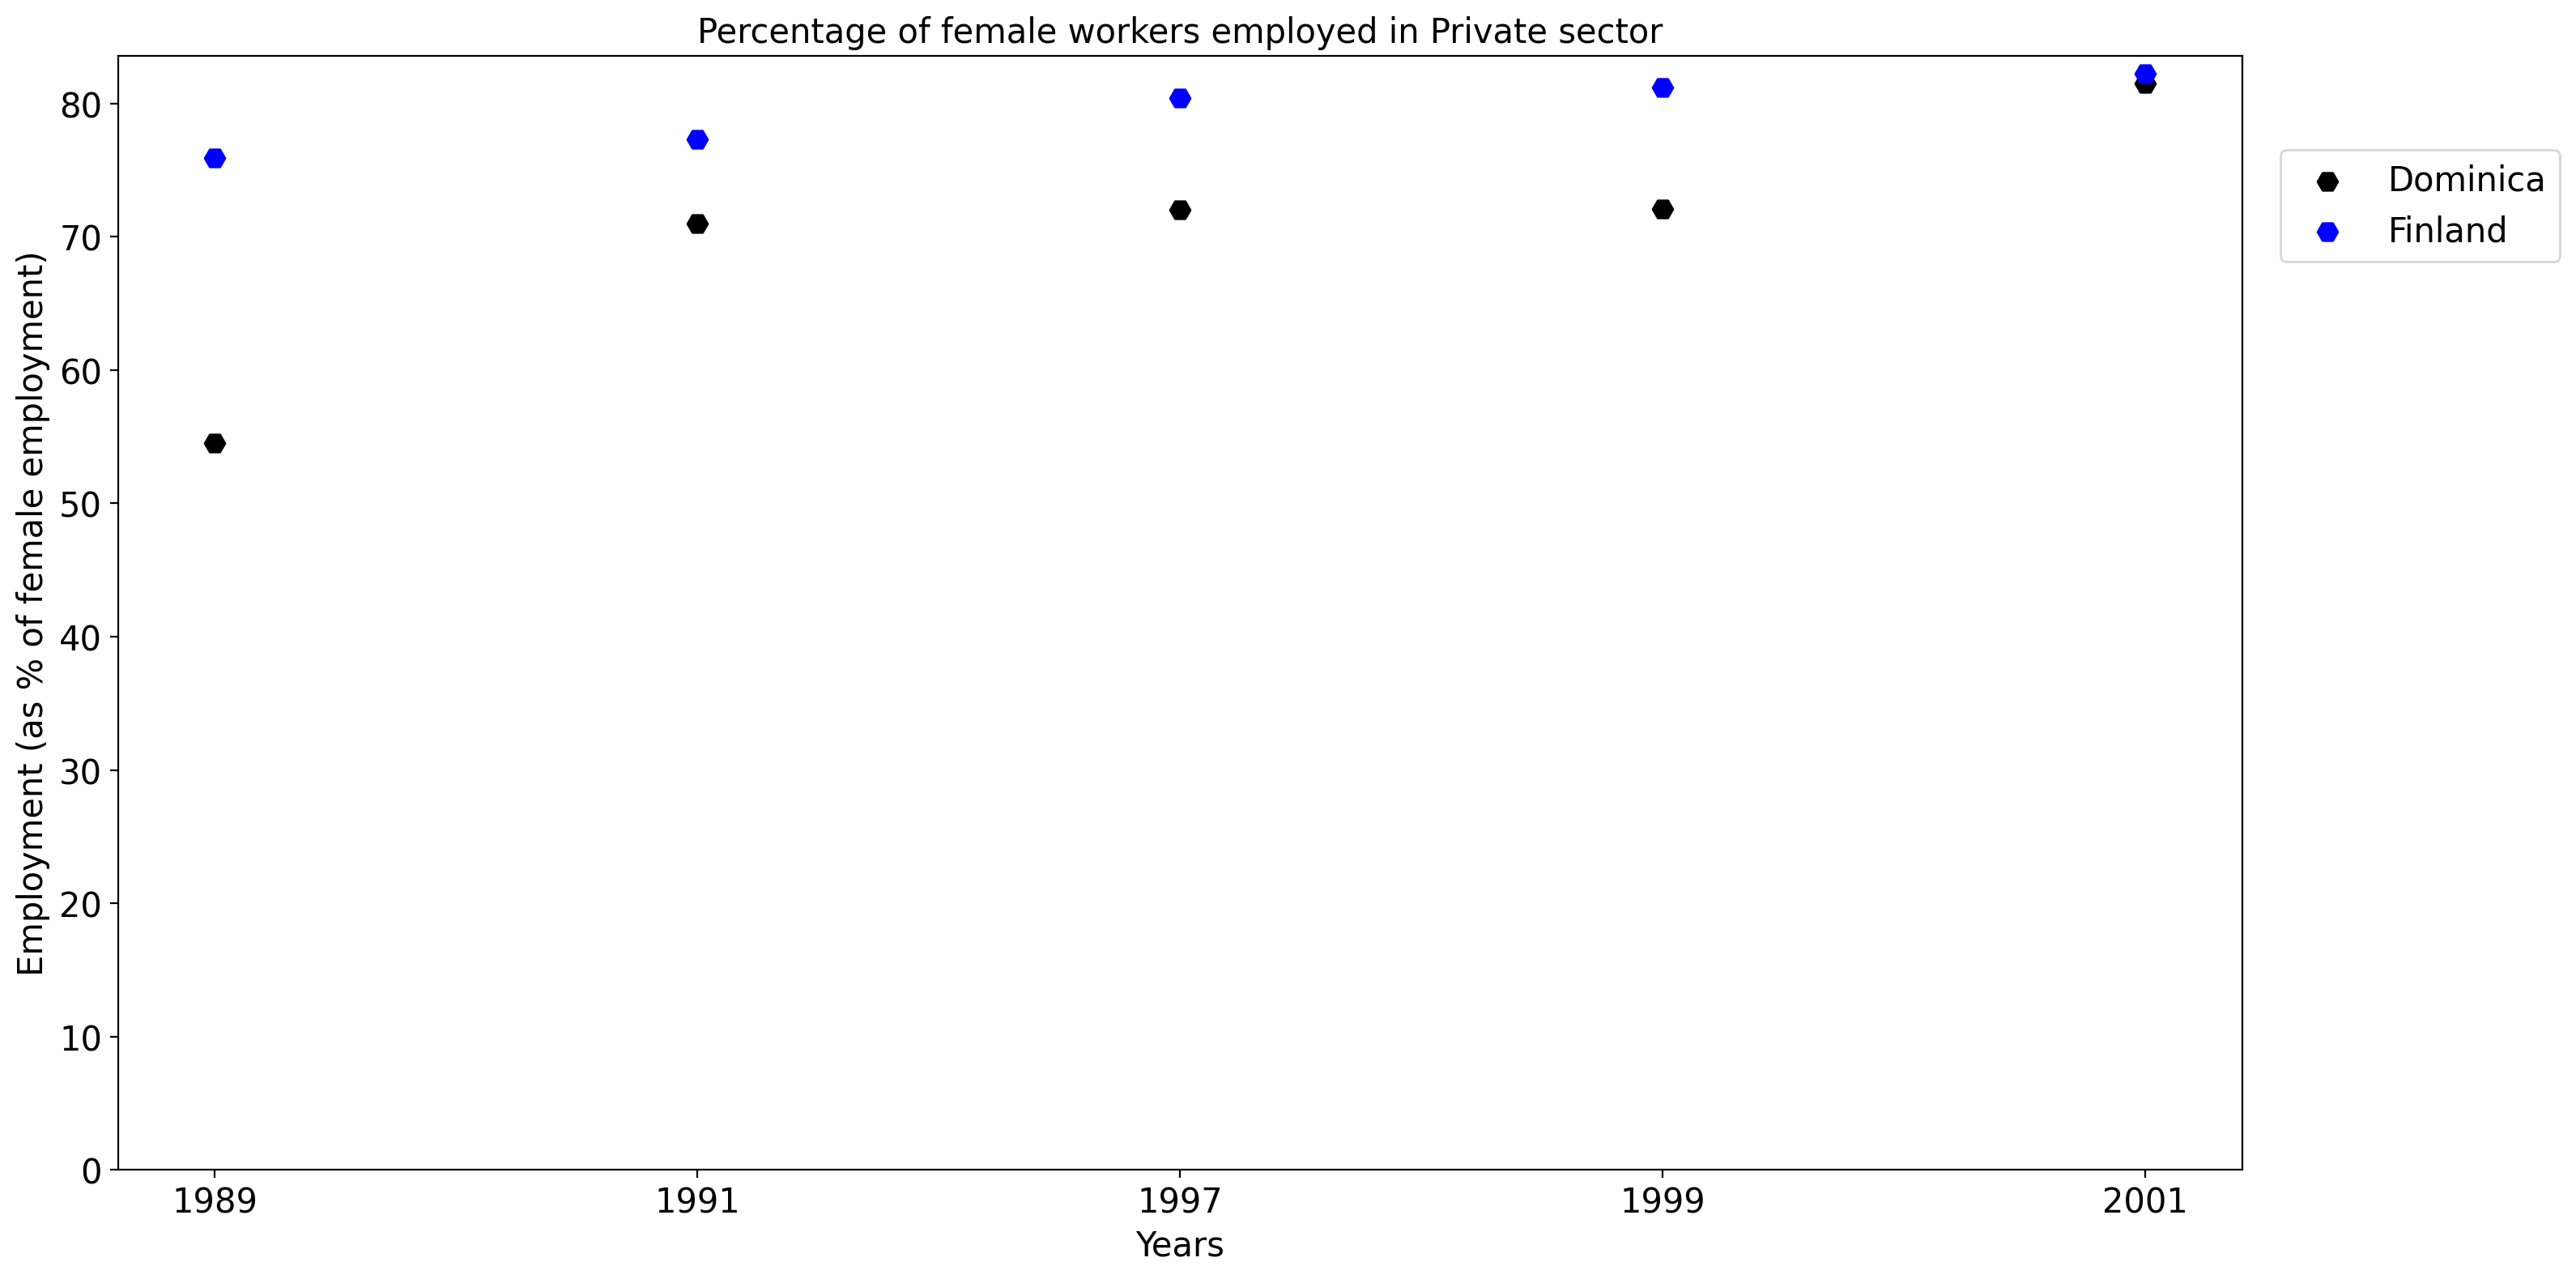 Percentage of female workers employed in Private sector
Employment (as % of female employment)
80
70
60
50
40
30
20
10
0
1989 1991 1997 1999 2001
Years
Dominica
Finland